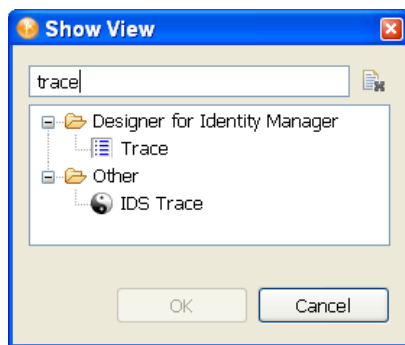 Show View
trace
Designer for Identity Manager
Trace
Other
IDS Trace
OK
Cancel